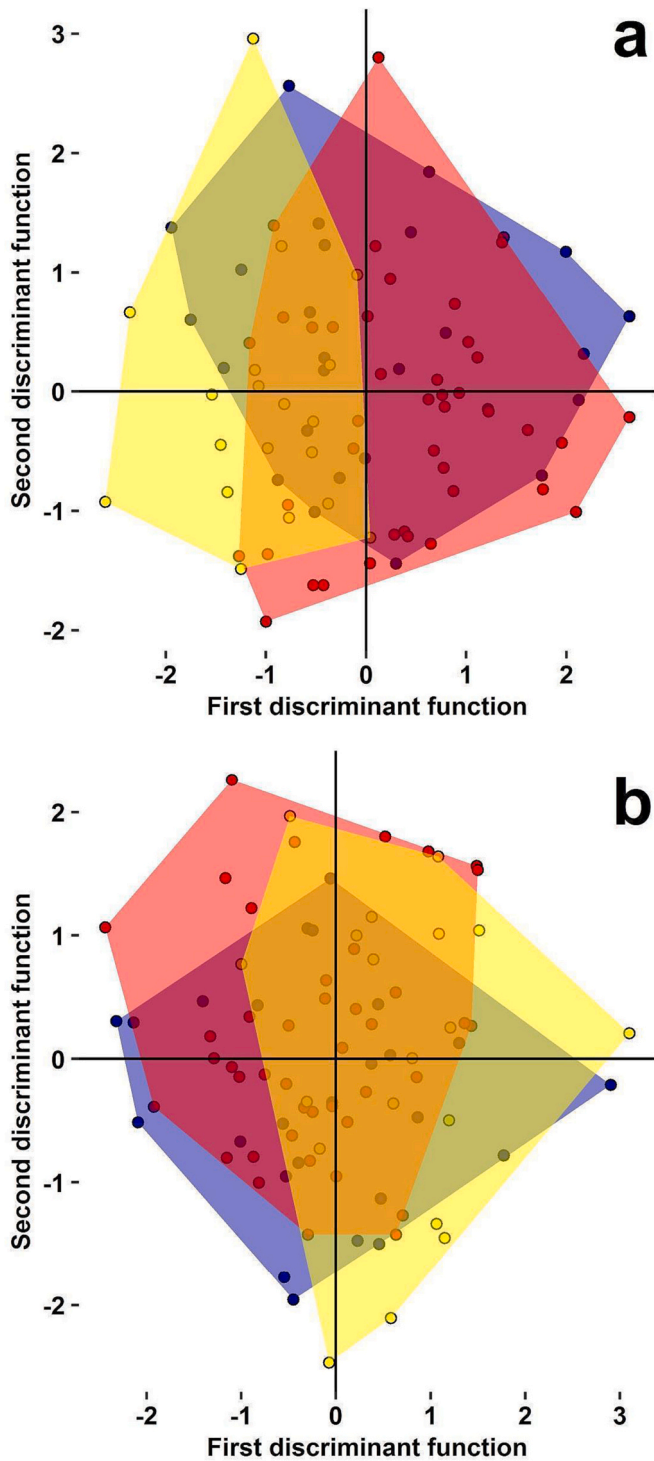 a
3
2
1
0
-1
-2
Second discriminant function
-2 -1 0 1 2
First discriminant function
b
2
1
0
-1
-2
Second discriminant function
-2 -1 0 1 2 3
First discriminant function